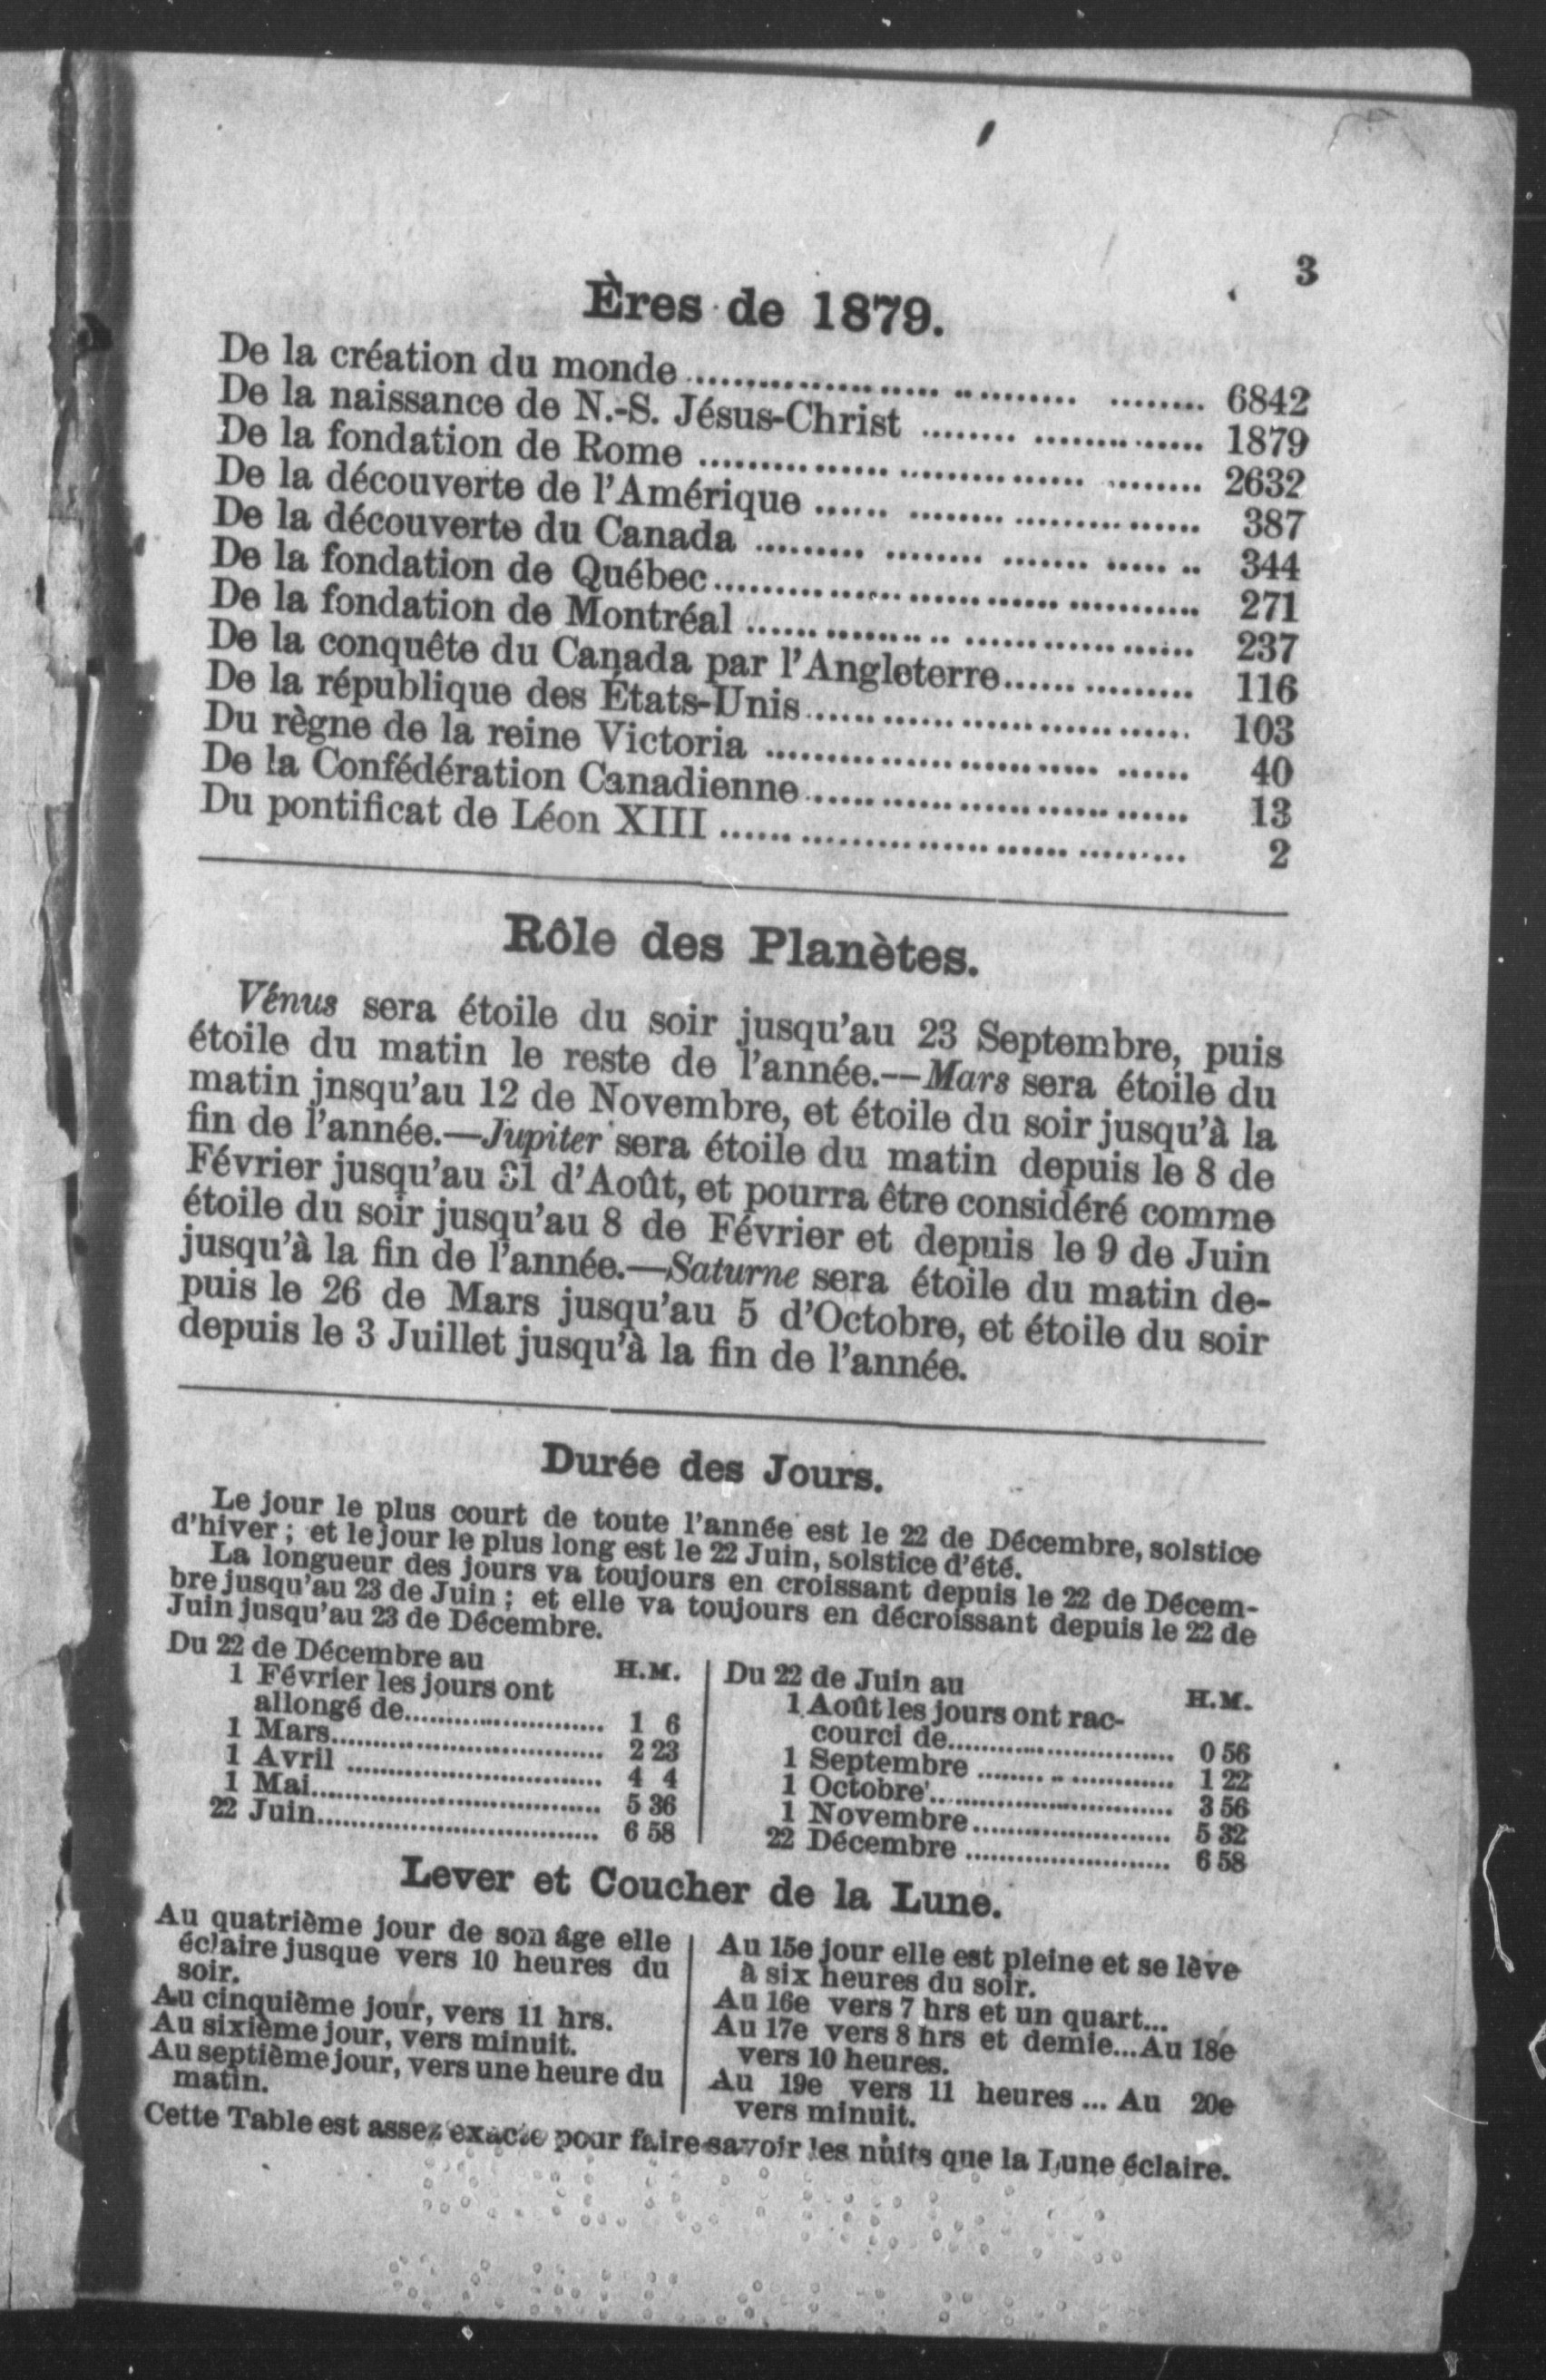 3
Ères de 1879.
De la création du monde ........ 6842
De la naissance de N.-S. Jésus-Christ ........ 1879
De la fondation de Rome ........ 2632
De la découverte de l'Amérique ........ 387
De la découverte du Canada ........ 344
De la fondation de Québec ........ 271
De la fondation de Montréal ........ 237
De la conquête du Canada par l'Angleterre ........ 116
De la république des États-Unis ........ 103
Du règne de la reine Victoria ........ 40
De la Confédération Canadienne ........ 13
Du pontificat de Léon XIII ........ 2
Rôle des Planètes.
Vénus sera étoile du soir jusqu'au 23 Septembre, puis
étoile du matin le reste de l'année.--Mars sera étoile du
matin jnsqu'au 12 de Novembre, et étoile du soir jusqu'à la
fin de l'année.—Jupiter sera étoile du matin depuis le 8 de
Février jusqu'au 31 d'Août, et pourra être considéré comme
étoile du soir jusqu'au 8 de Février et depuis le 9 de Juin
jusqu'à la fin de l'année.—Saturne sera étoile du matin de-
puis le 26 de Mars jusqu'au 5 d'Octobre, et étoile du soir
depuis le 3 Juillet jusqu'à la fin de l'année.
Durée des Jours.
Le jour le plus court de toute l'année est le 22 de Décembre, solstice
d'hiver ; et le jour le plus long est le 22 Juin, solstice d'été.
La longueur des jours va toujours en croissant depuis le 22 de Décem-
bre jusqu'au 23 de Juin ; et elle va toujours en décroissant depuis le 22 de
Juin jusqu'au 23 de Décembre.
Du 22 de Décembre au H.M.
1 Février les jours ont
allongé de ........ 1 6
1 Mars ........ 2 23
1 Avril ........ 4 4
1 Mai ........ 5 36
22 Juin ........ 6 58
Du 22 de Juin au H.M.
1 Août les jours ont rac-
courci de ........ 0 56
1 Septembre ........ 1 22
1 Octobre ........ 3 56
1 Novembre ........ 5 32
22 Décembre ........ 6 58
Lever et Coucher de la Lune.
Au quatrième jour de son âge elle
éclaire jusque vers 10 heures du
soir.
Au cinquième jour, vers 11 hrs.
Au sixième jour, vers minuit.
Au septième jour, vers une heure du
matin.
Au 15e jour elle est pleine et se lève
à six heures du soir.
Au 16e vers 7 hrs et un quart...
Au 17e vers 8 hrs et demie...Au 18e
vers 10 heures.
Au 19e vers 11 heures ... Au 20e
vers minuit.
Cette Table est assez exacte pour faire savoir les nuits que la Lune éclaire.